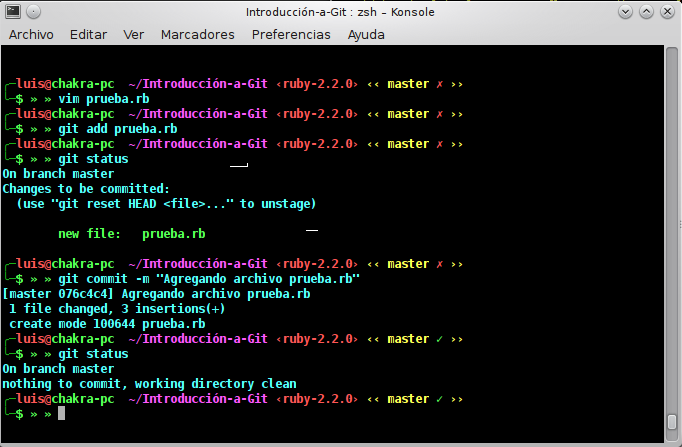 Introducción-a-Git : zsh – Konsole
Archivo Editar Ver Marcadores Preferencias Ayuda
╭─luis@chakra-pc ~/Introducción-a-Git ‹ruby-2.2.0› ‹‹ master ✗ ››
╰─$ » » vim prueba.rb
╭─luis@chakra-pc ~/Introducción-a-Git ‹ruby-2.2.0› ‹‹ master ✗ ››
╰─$ » » git add prueba.rb
╭─luis@chakra-pc ~/Introducción-a-Git ‹ruby-2.2.0› ‹‹ master ✗ ››
╰─$ » » git status
On branch master
Changes to be committed:
  (use "git reset HEAD <file>..." to unstage)
        new file:   prueba.rb
╭─luis@chakra-pc ~/Introducción-a-Git ‹ruby-2.2.0› ‹‹ master ✗ ››
╰─$ » » git commit -m "Agregando archivo prueba.rb"
[master 076c4c4] Agregando archivo prueba.rb
 1 file changed, 3 insertions(+)
 create mode 100644 prueba.rb
╭─luis@chakra-pc ~/Introducción-a-Git ‹ruby-2.2.0› ‹‹ master ✓ ››
╰─$ » » git status
On branch master
nothing to commit, working directory clean
╭─luis@chakra-pc ~/Introducción-a-Git ‹ruby-2.2.0› ‹‹ master ✓ ››
╰─$ » »